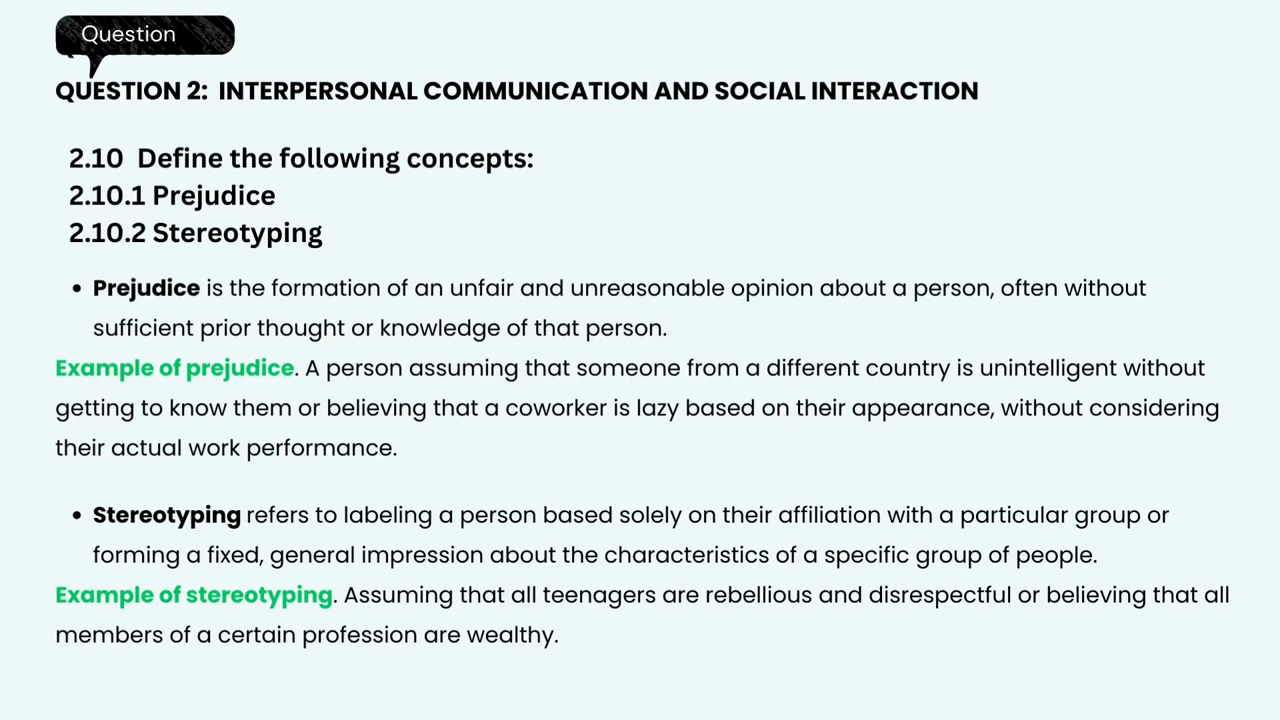 Question
QUESTION 2: INTERPERSONAL COMMUNICATION AND SOCIAL INTERACTION
2.10 Define the following concepts:
2.10.1 Prejudice
2.10.2 Stereotyping
• Prejudice is the formation of an unfair and unreasonable opinion about a person, often without
sufficient prior thought or knowledge of that person.
Example of prejudice. A person assuming that someone from a different country is unintelligent without
getting to know them or believing that a coworker is lazy based on their appearance, without considering
their actual work performance.
• Stereotyping refers to labeling a person based solely on their affiliation with a particular group or
forming a fixed, general impression about the characteristics of a specific group of people.
Example of stereotyping. Assuming that all teenagers are rebellious and disrespectful or believing that all
members of a certain profession are wealthy.